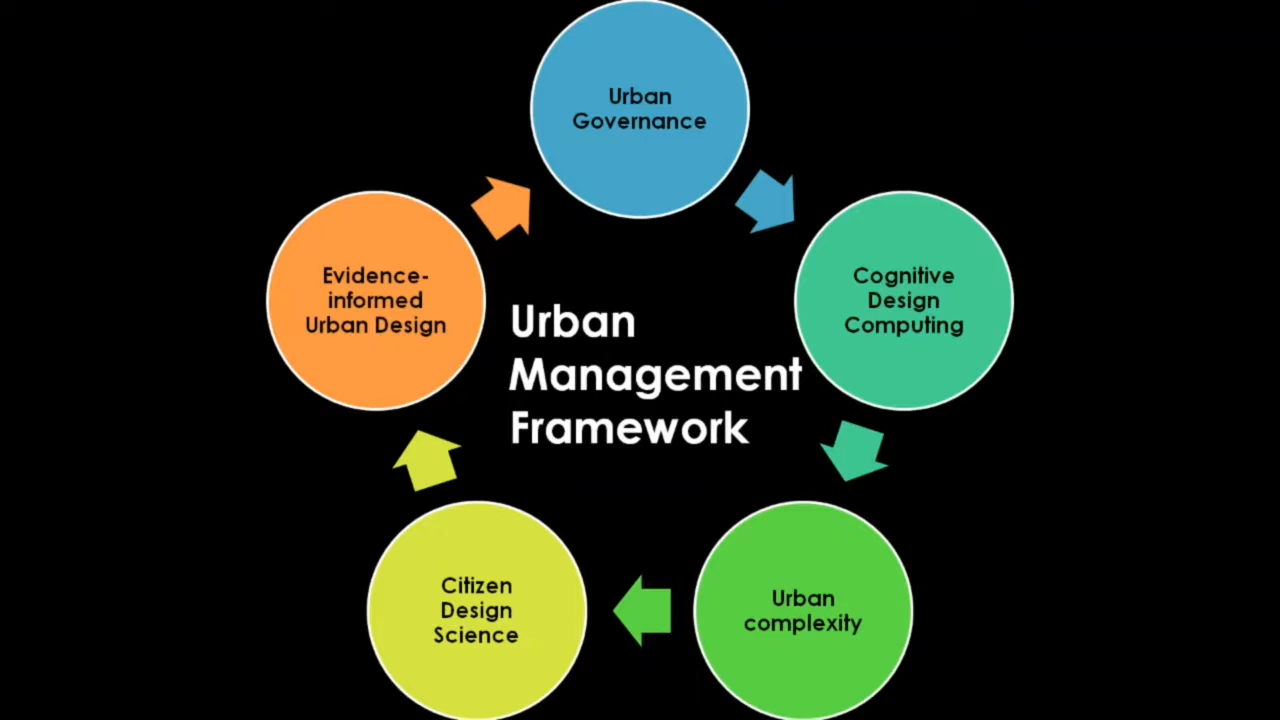 Urban
Governance
Cognitive
Design
Computing
Urban
complexity
Citizen
Design
Science
Evidence-
informed
Urban Design
Urban
Management
Framework